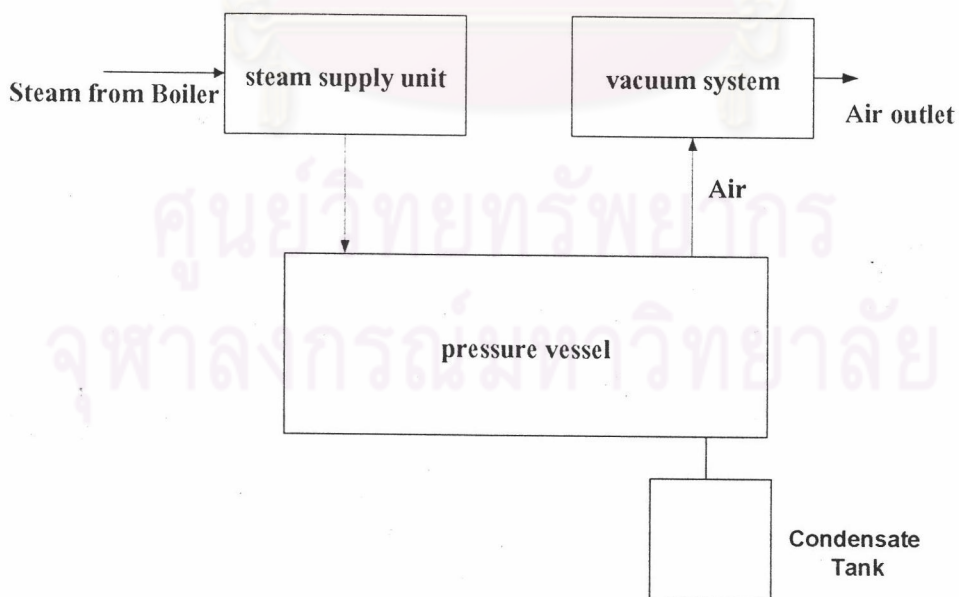 steam supply unit
vacuum system
Steam from Boiler
Air outlet
Air
ศูนย์วิทยทรัพยากร
pressure vessel
จุฬาลงกรณ์มหาวิทยาลัย
Condensate
Tank